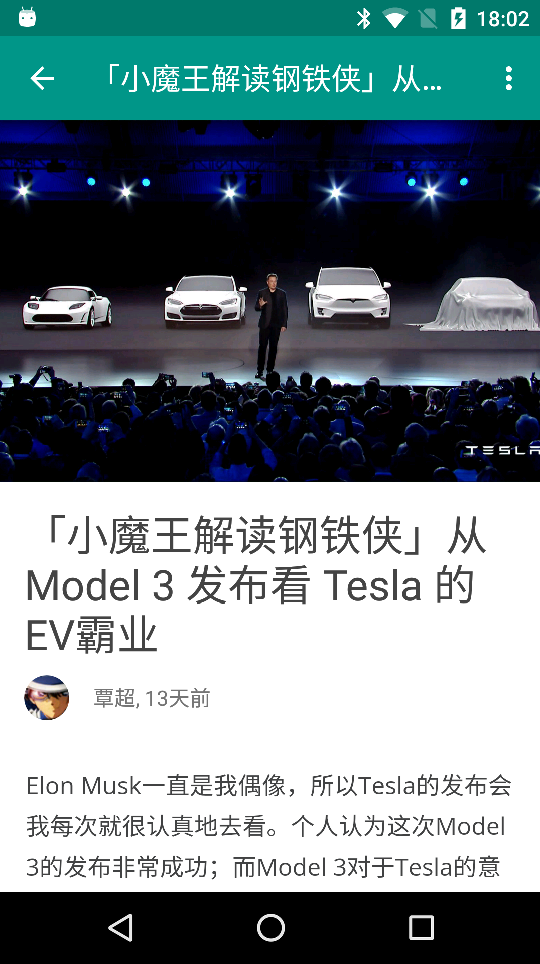 18:02
「小魔王解读钢铁侠」从...
TESLA
「小魔王解读钢铁侠」从
Model 3 发布看 Tesla 的
EV霸业
覃超, 13天前
Elon Musk一直是我偶像，所以Tesla的发布会
我每次就很认真地去看。个人认为这次Model
3的发布非常成功；而Model 3对于Tesla的意